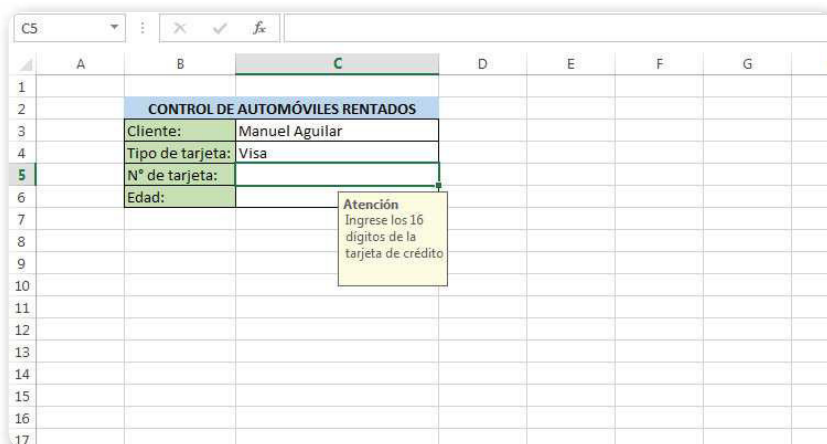 C5 fx
A B C D E F G
1
2 CONTROL DE AUTOMÓVILES RENTADOS
3 Cliente: Manuel Aguilar
4 Tipo de tarjeta: Visa
5 N° de tarjeta:
6 Edad:
Atención
Ingrese los 16
dígitos de la
tarjeta de crédito
7
8
9
10
11
12
13
14
15
16
17